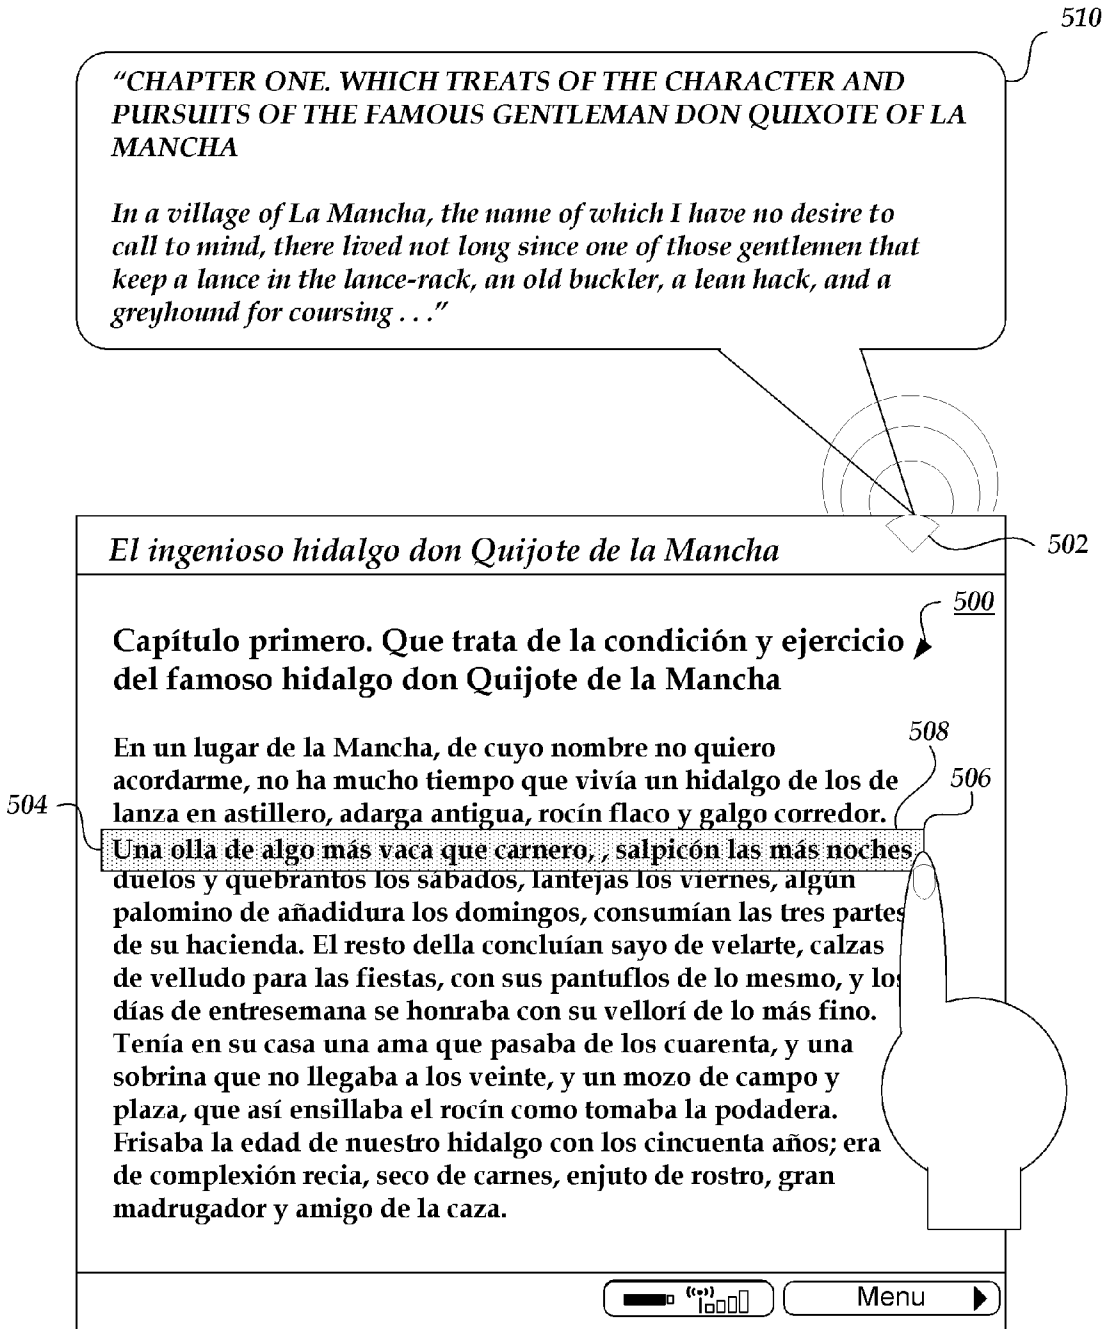 510
“CHAPTER ONE. WHICH TREATS OF THE CHARACTER AND
PURSUITS OF THE FAMOUS GENTLEMAN DON QUIXOTE OF LA
MANCHA
In a village of La Mancha, the name of which I have no desire to
call to mind, there lived not long since one of those gentlemen that
keep a lance in the lance-rack, an old buckler, a lean hack, and a
greyhound for coursing . . .”
El ingenioso hidalgo don Quijote de la Mancha
502
500
Capítulo primero. Que trata de la condición y ejercicio
del famoso hidalgo don Quijote de la Mancha
508
506
504
En un lugar de la Mancha, de cuyo nombre no quiero
acordarme, no ha mucho tiempo que vivía un hidalgo de los de
lanza en astillero, adarga antigua, rocín flaco y galgo corredor.
Una olla de algo más vaca que carnero, , salpicón las más noches
duelos y quebrantos los sábados, lantejas los viernes, algún
palomino de añadidura los domingos, consumían las tres partes
de su hacienda. El resto della concluían sayo de velarte, calzas
de velludo para las fiestas, con sus pantuflos de lo mesmo, y los
días de entresemana se honraba con su vellorí de lo más fino.
Tenía en su casa una ama que pasaba de los cuarenta, y una
sobrina que no llegaba a los veinte, y un mozo de campo y
plaza, que así ensillaba el rocín como tomaba la podadera.
Frisaba la edad de nuestro hidalgo con los cincuenta años; era
de complexión recia, seco de carnes, enjuto de rostro, gran
madrugador y amigo de la caza.
Menu